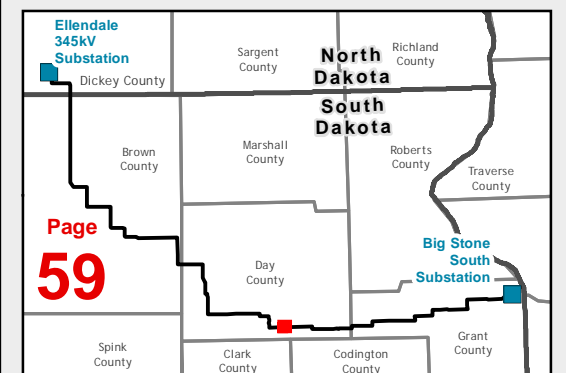 Ellendale
345kV
Substation
Dickey County
Sargent
County
North
Dakota
Richland
County
South
Dakota
Brown
County
Marshall
County
Roberts
County
Traverse
County
Page
59
Day
County
Big Stone
South
Substation
Spink
County
Clark
County
Codington
County
Grant
County